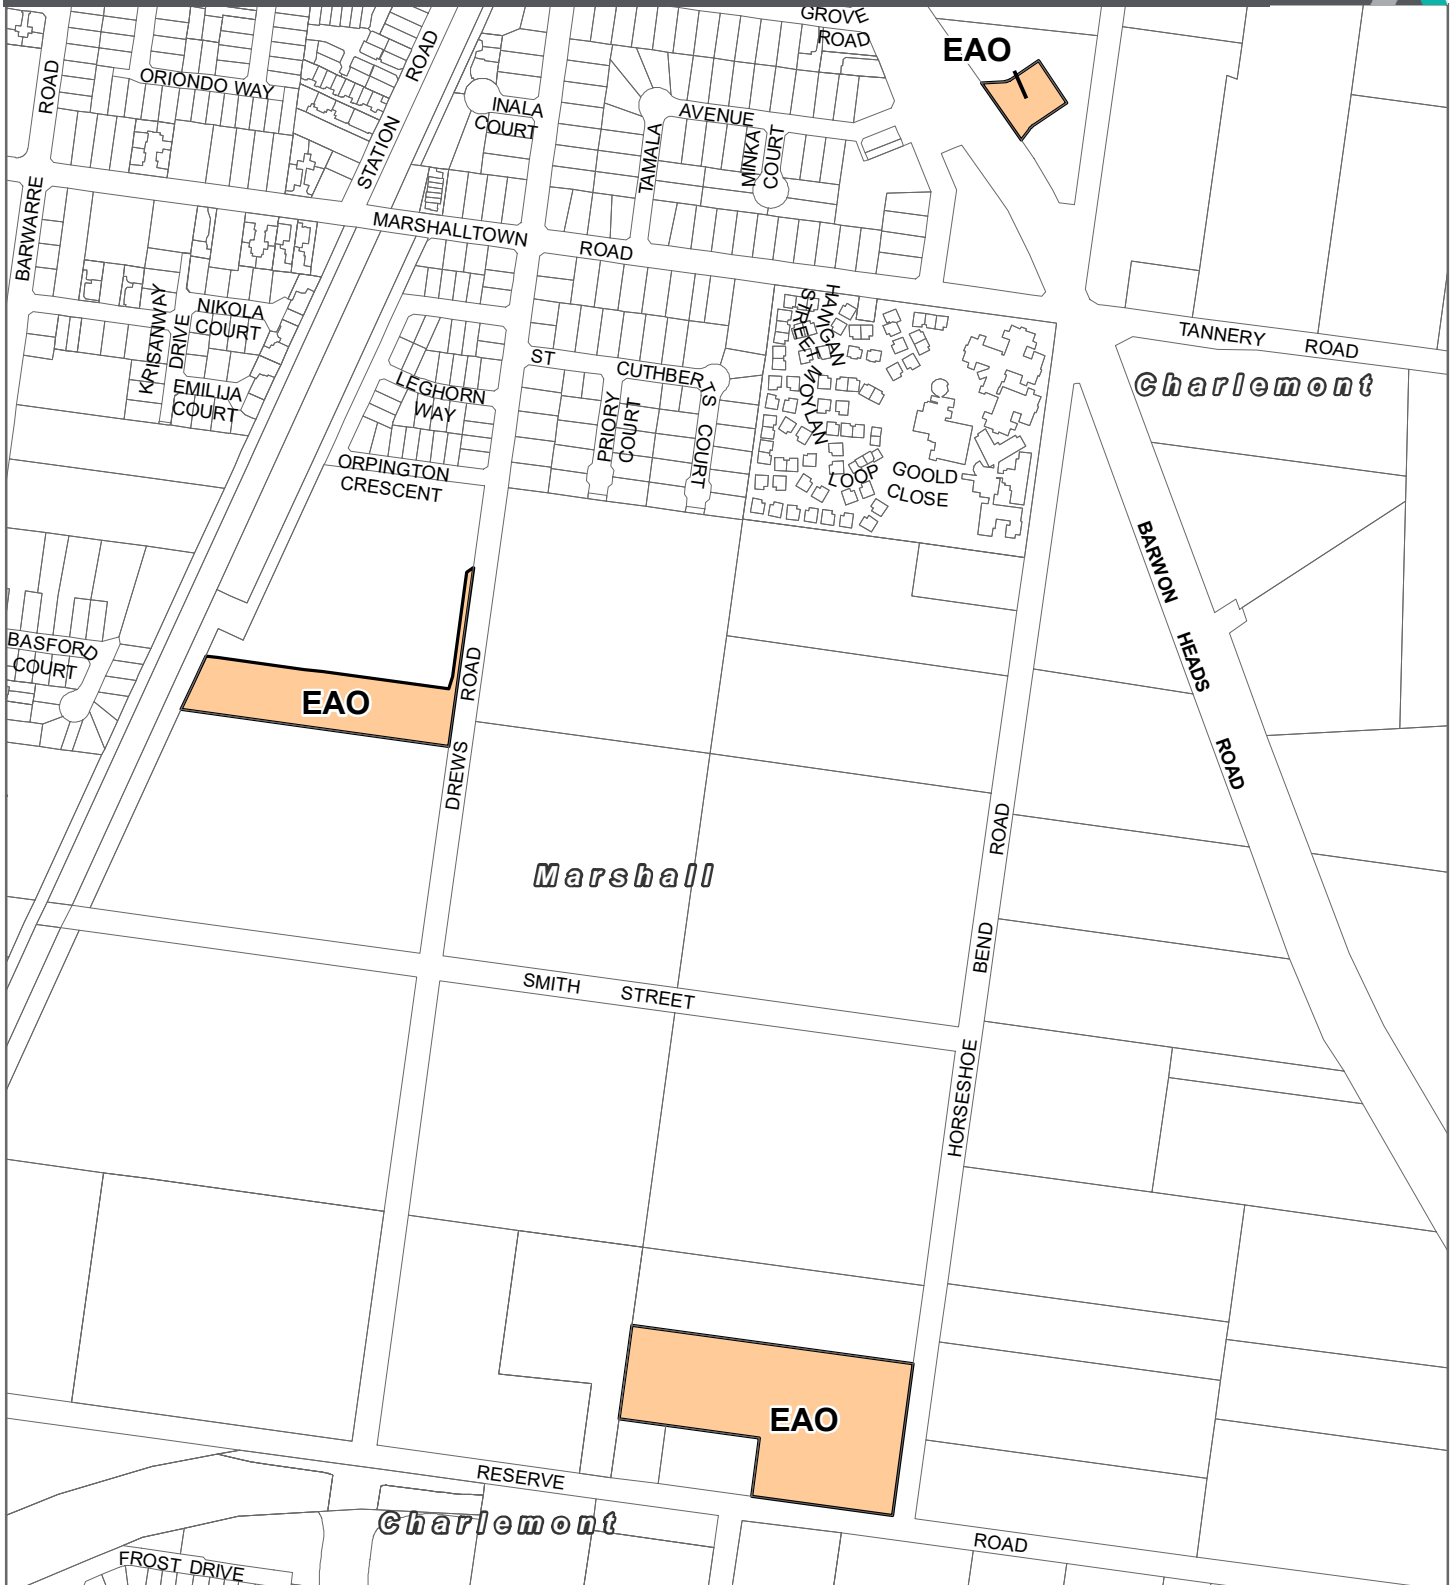 GROVE
ROAD
EAO
ROAD
ORIONDO WAY
STATION ROAD
INALA
COURT
AVENUE
TAMALA
MINKA
COURT
BARWARRE
MARSHALLTOWN ROAD
KRISANWAY
DRIVE
NIKOLA
COURT
EMILIJA
COURT
HANIGAN
STREET
MOYLAN
LOOP
GOOLD
CLOSE
TANNERY ROAD
Charlemont
LEGHORN
WAY
ST CUTHBERTS COURT
PRIORY
COURT
ORPINGTON
CRESCENT
BARWON HEADS ROAD
BASFORD
COURT
EAO
DREWS ROAD
Marshall
SMITH STREET
HORSESHOE BEND ROAD
EAO
RESERVE ROAD
Charlemont
FROST DRIVE